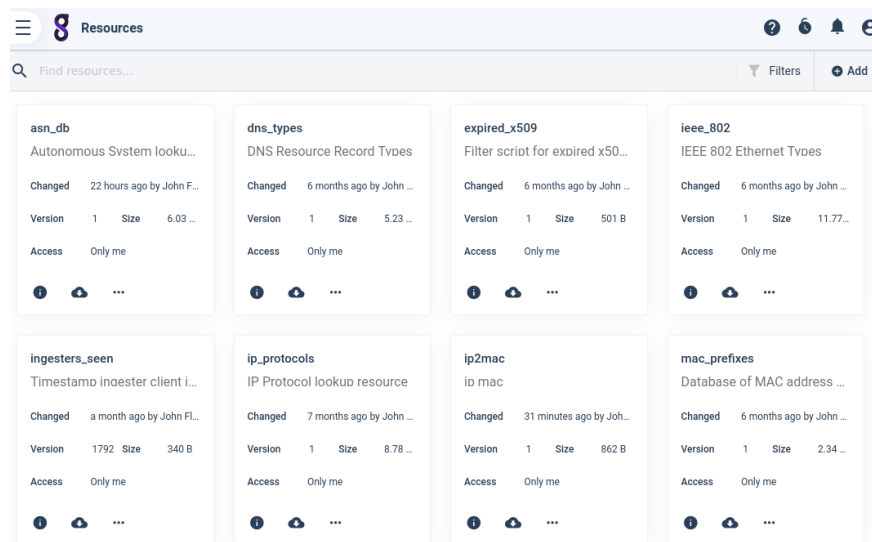 Resources
Find resources...
Filters
Add
asn_db
Autonomous System looku...
Changed 22 hours ago by John F...
Version 1 Size 6.03 ...
Access Only me
dns_types
DNS Resource Record Types
Changed 6 months ago by John ...
Version 1 Size 5.23 ...
Access Only me
expired_x509
Filter script for expired x50...
Changed 6 months ago by John ...
Version 1 Size 501 B
Access Only me
ieee_802
IEEE 802 Ethernet Types
Changed 6 months ago by John ...
Version 1 Size 11.77...
Access Only me
ingesters_seen
Timestamp ingester client i...
Changed a month ago by John Fl...
Version 1792 Size 340 B
Access Only me
ip_protocols
IP Protocol lookup resource
Changed 7 months ago by John ...
Version 1 Size 8.78 ...
Access Only me
ip2mac
ip mac
Changed 31 minutes ago by Joh...
Version 1 Size 862 B
Access Only me
mac_prefixes
Database of MAC address ...
Changed 6 months ago by John ...
Version 1 Size 2.34 ...
Access Only me